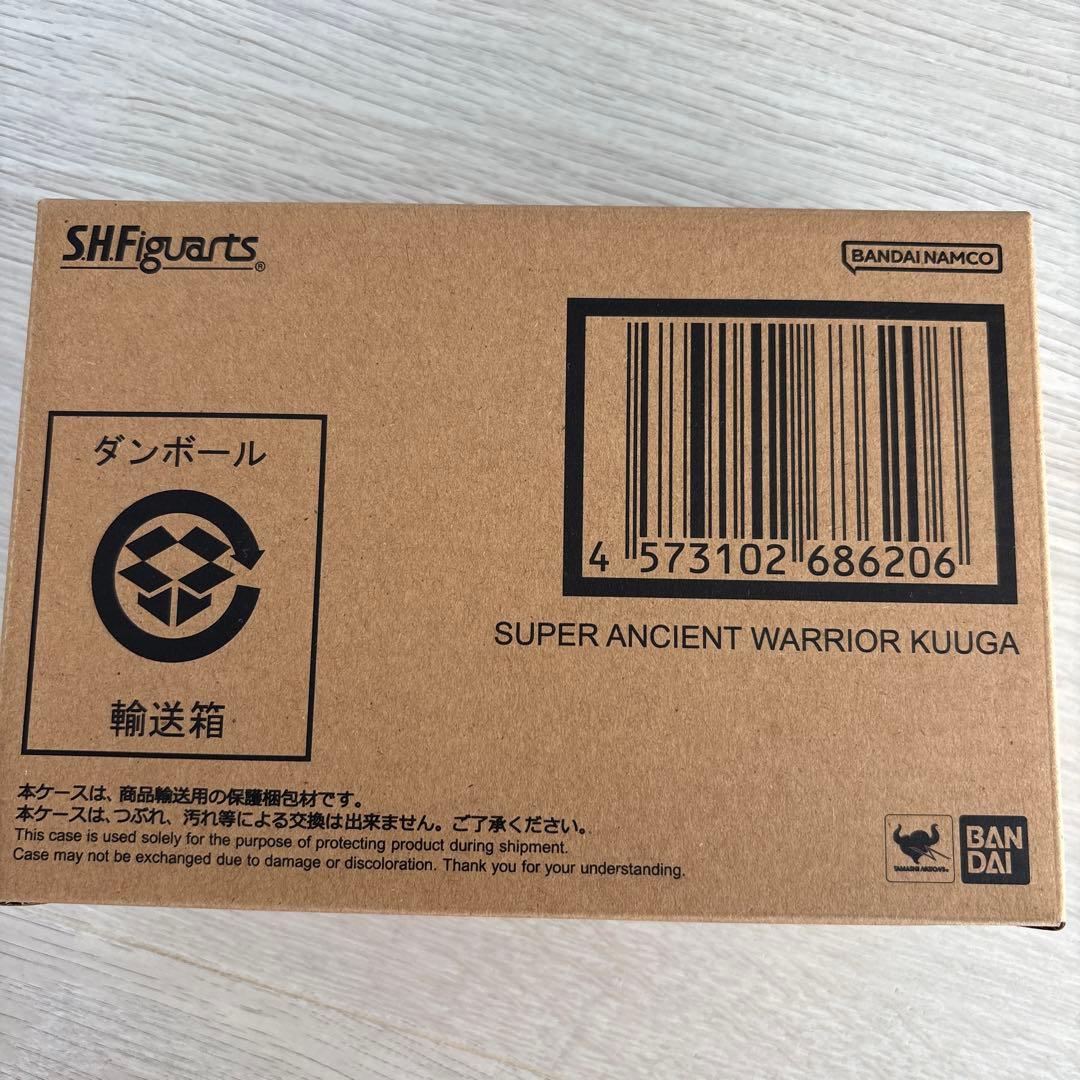 S.H.Figuarts®
BANDAI NAMCO
4 573102 686206
SUPER ANCIENT WARRIOR KUUGA
ダンボール
輸送箱
本ケースは、商品輸送用の保護梱包材です。
本ケースは、つぶれ、汚れ等による交換は出来ません。ご了承ください。
This case is used solely for the purpose of protecting product during shipment.
Case may not be exchanged due to damage or discoloration. Thank you for your understanding.
TAMASHII NATIONS
BAN
DAI